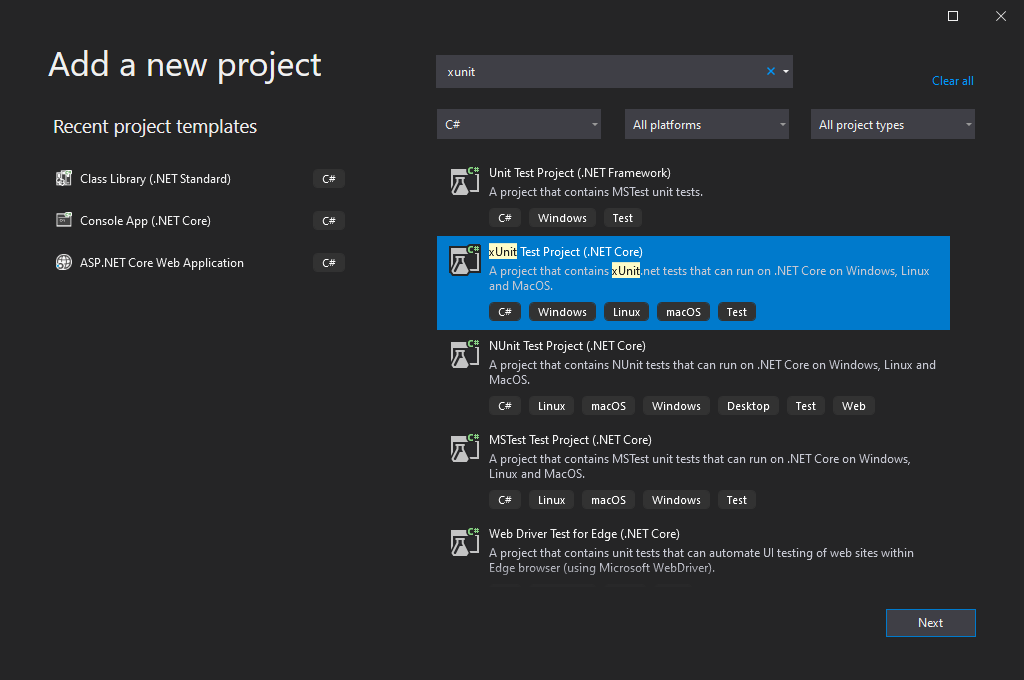 Add a new project
Recent project templates
Class Library (.NET Standard) C#
Console App (.NET Core) C#
ASP.NET Core Web Application C#
xunit
Clear all
C# All platforms All project types
Unit Test Project (.NET Framework)
A project that contains MSTest unit tests.
C# Windows Test
xUnit Test Project (.NET Core)
A project that contains xUnit.net tests that can run on .NET Core on Windows, Linux
and MacOS.
C# Windows Linux macOS Test
NUnit Test Project (.NET Core)
A project that contains NUnit tests that can run on .NET Core on Windows, Linux and
MacOS.
C# Linux macOS Windows Desktop Test Web
MSTest Test Project (.NET Core)
A project that contains MSTest unit tests that can run on .NET Core on Windows,
Linux and MacOS.
C# Linux macOS Windows Test
Web Driver Test for Edge (.NET Core)
A project that contains unit tests that can automate UI testing of web sites within
Edge browser (using Microsoft WebDriver).
Next